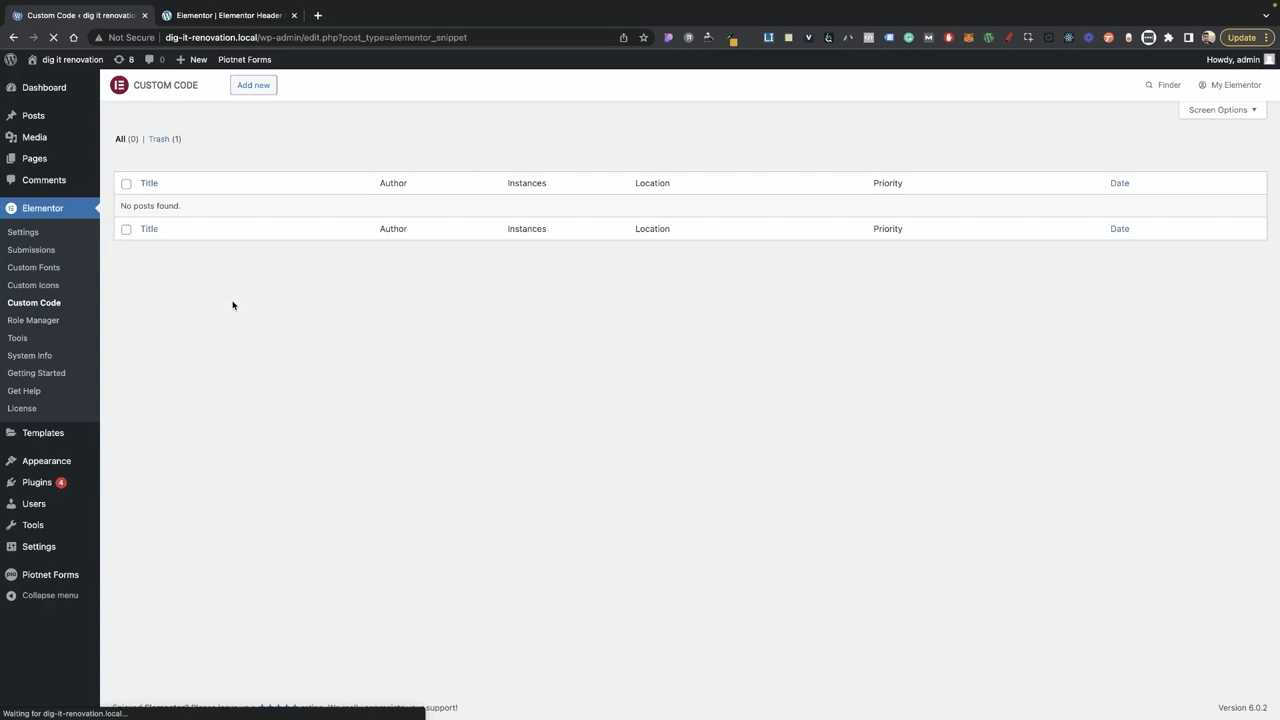 Custom Code ‹ dig it renovatio
Elementor | Elementor Header
Not Secure
dig-it-renovation.local/wp-admin/edit.php?post_type=elementor_snippet
Update
dig it renovation
8
0
New
Piotnet Forms
Howdy, admin
Dashboard
Posts
Media
Pages
Comments
Elementor
Settings
Submissions
Custom Fonts
Custom Icons
Custom Code
Role Manager
Tools
System Info
Getting Started
Get Help
License
Templates
Appearance
Plugins 4
Users
Tools
Settings
Piotnet Forms
Collapse menu
CUSTOM CODE
Add new
Finder
My Elementor
Screen Options
All (0) | Trash (1)
Title Author Instances Location Priority Date
No posts found.
Title Author Instances Location Priority Date
support!
Version 6.0.2
Waiting for dig-it-renovation.local...